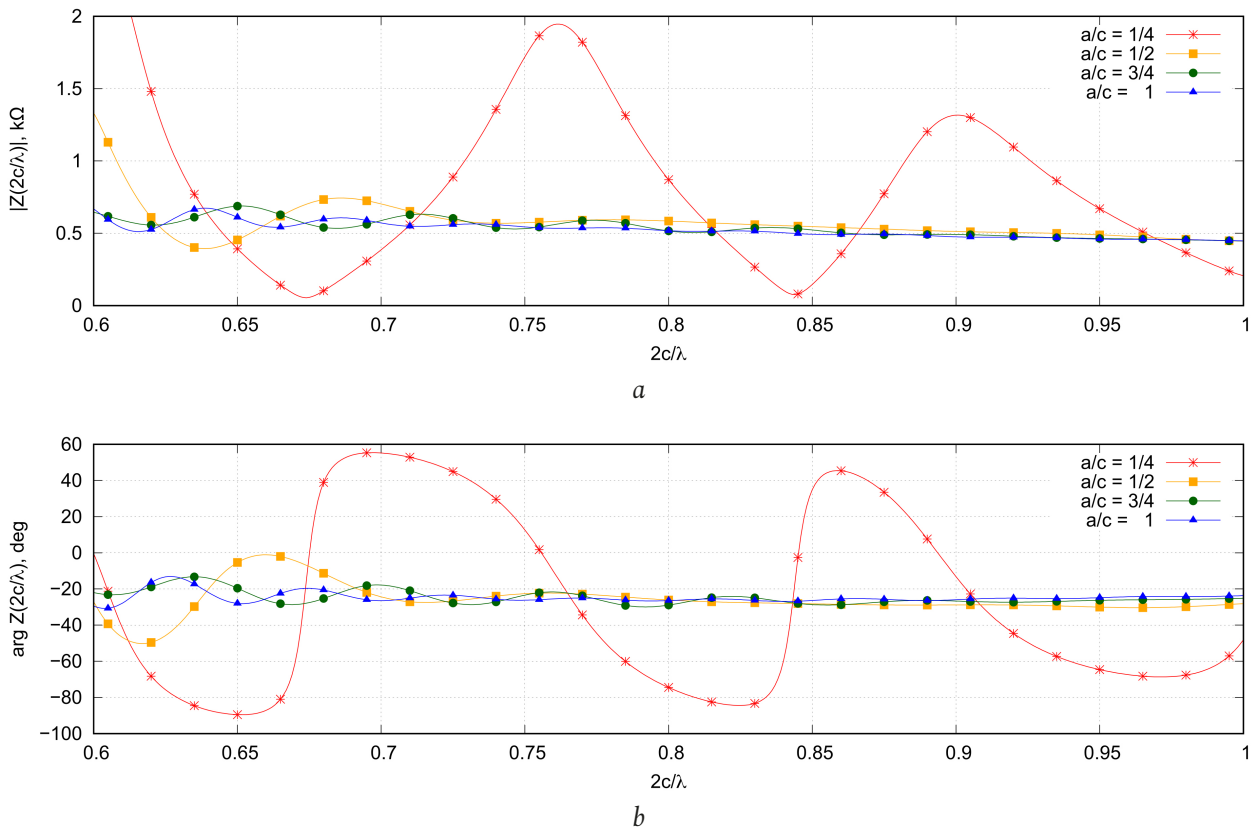 |Z(2c/λ)|, kΩ
2
1.5
1
0.5
0
0.6 0.65 0.7 0.75 0.8 0.85 0.9 0.95 1
2c/λ
a/c = 1/4
a/c = 1/2
a/c = 3/4
a/c = 1
a
arg Z(2c/λ), deg
60
40
20
0
−20
−40
−60
−80
−100
0.6 0.65 0.7 0.75 0.8 0.85 0.9 0.95 1
2c/λ
a/c = 1/4
a/c = 1/2
a/c = 3/4
a/c = 1
b